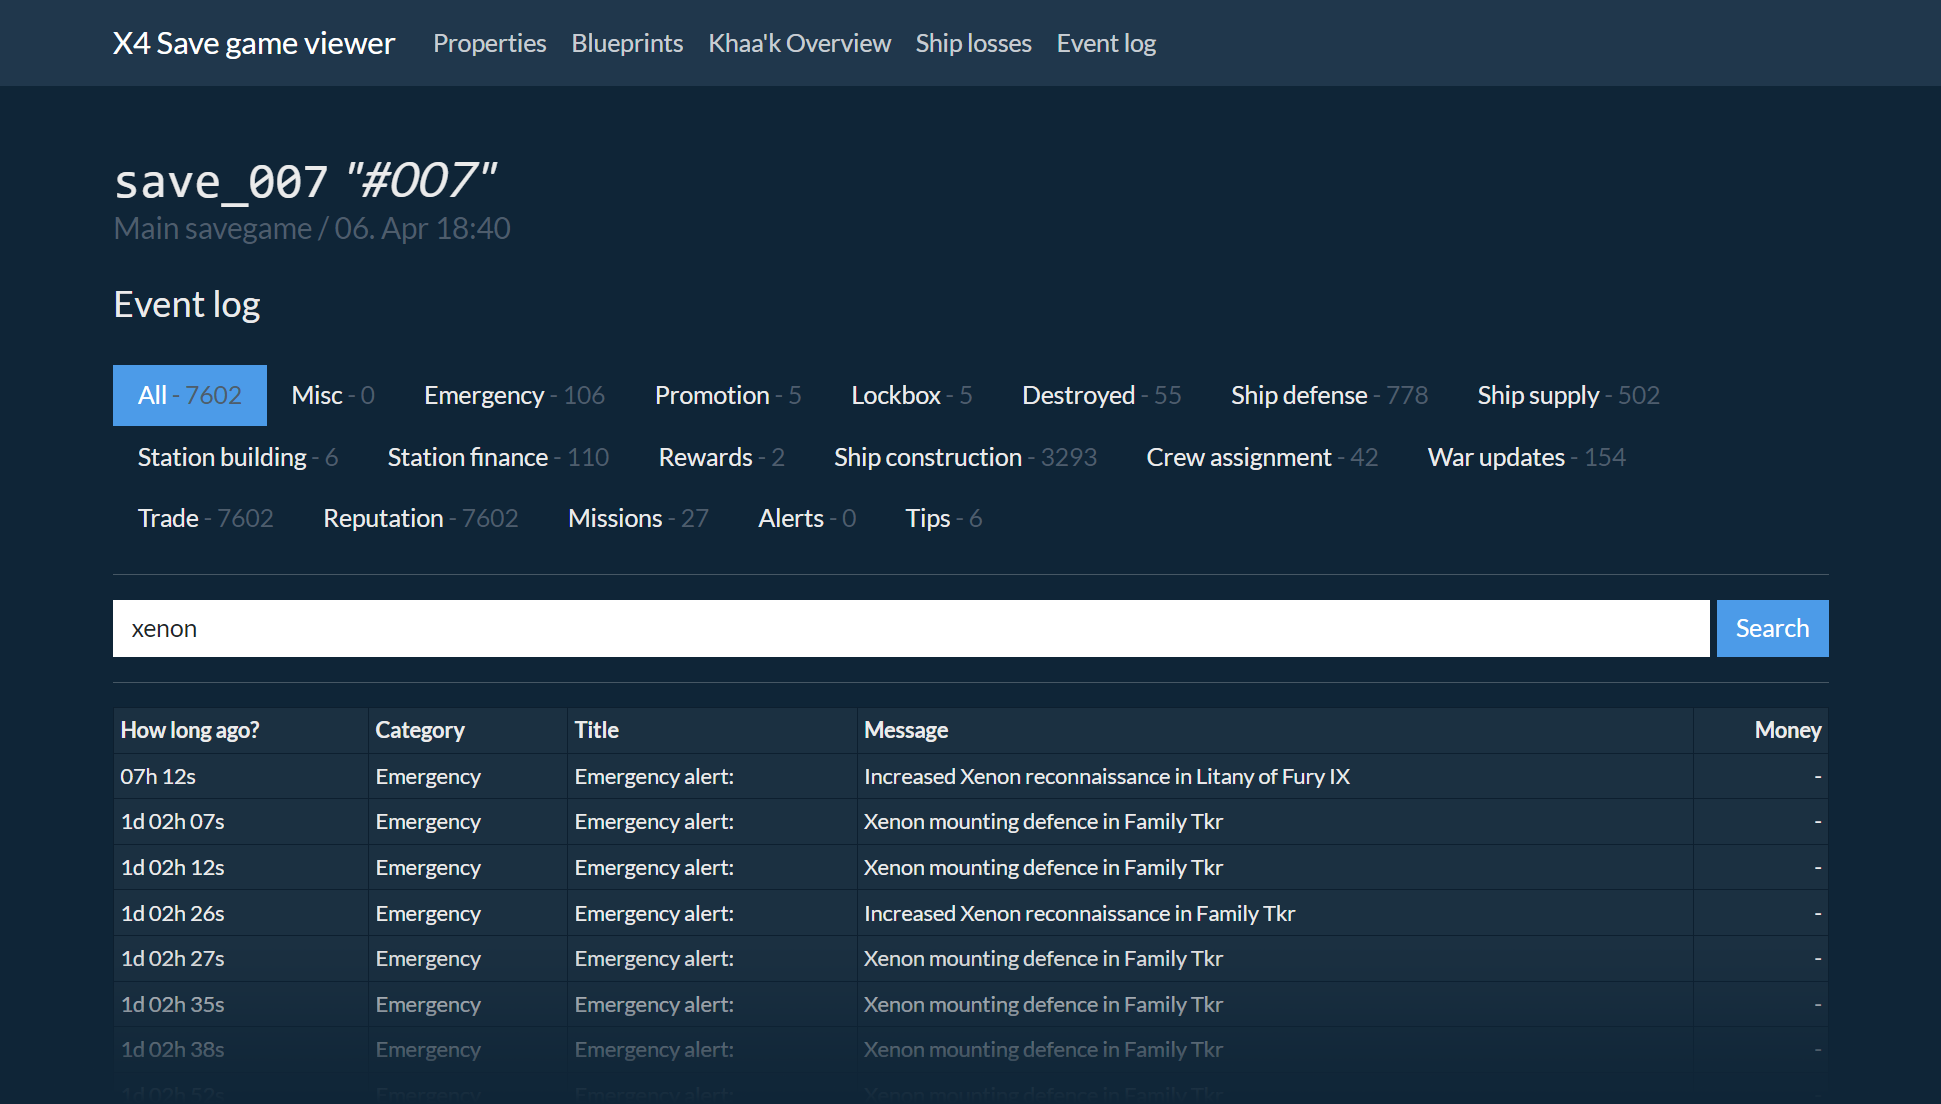 X4 Save game viewer Properties Blueprints Khaa'k Overview Ship losses Event log
save_007 "#007"
Main savegame / 06. Apr 18:40
Event log
All - 7602 Misc - 0 Emergency - 106 Promotion - 5 Lockbox - 5 Destroyed - 55 Ship defense - 778 Ship supply - 502
Station building - 6 Station finance - 110 Rewards - 2 Ship construction - 3293 Crew assignment - 42 War updates - 154
Trade - 7602 Reputation - 7602 Missions - 27 Alerts - 0 Tips - 6
xenon Search
How long ago? Category Title Message Money
07h 12s Emergency Emergency alert: Increased Xenon reconnaissance in Litany of Fury IX -
1d 02h 07s Emergency Emergency alert: Xenon mounting defence in Family Tkr -
1d 02h 12s Emergency Emergency alert: Xenon mounting defence in Family Tkr -
1d 02h 26s Emergency Emergency alert: Increased Xenon reconnaissance in Family Tkr -
1d 02h 27s Emergency Emergency alert: Xenon mounting defence in Family Tkr -
1d 02h 35s Emergency Emergency alert: Xenon mounting defence in Family Tkr -
1d 02h 38s Emergency Emergency alert: Xenon mounting defence in Family Tkr -
1d 02h 52s Emergency Emergency alert: Xenon mounting defence in Family Tkr -